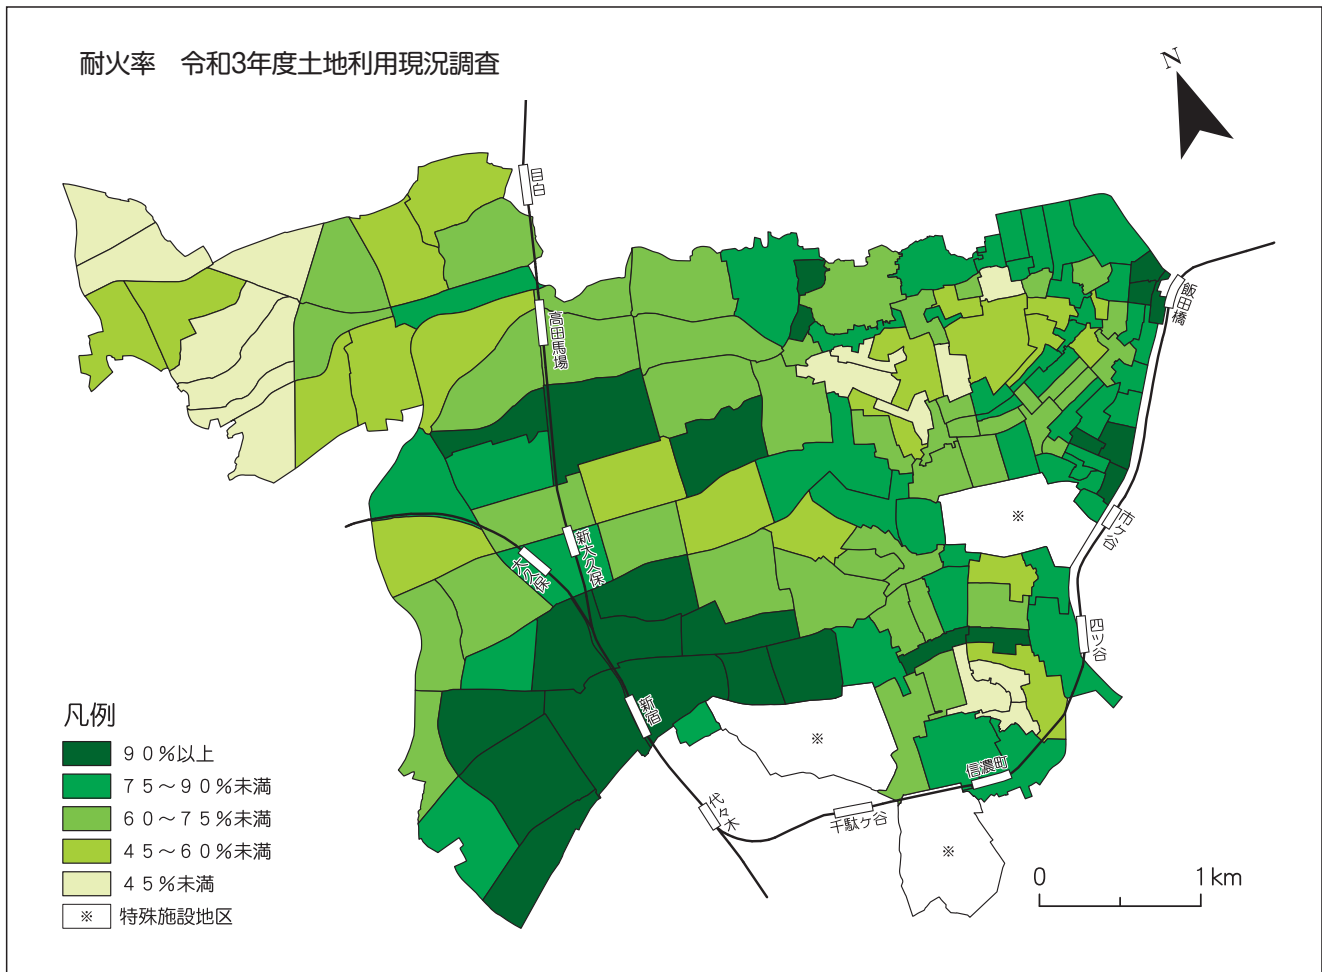 耐火率　令和3年度土地利用現況調査
N
目白
高田馬場
飯田橋
新大久保
大久保
市ヶ谷
四ツ谷
※
新宿
※
信濃町
代々木
千駄ヶ谷
※
凡例
９０％以上
７５～９０％未満
６０～７５％未満
４５～６０％未満
４５％未満
※ 特殊施設地区
0 1km